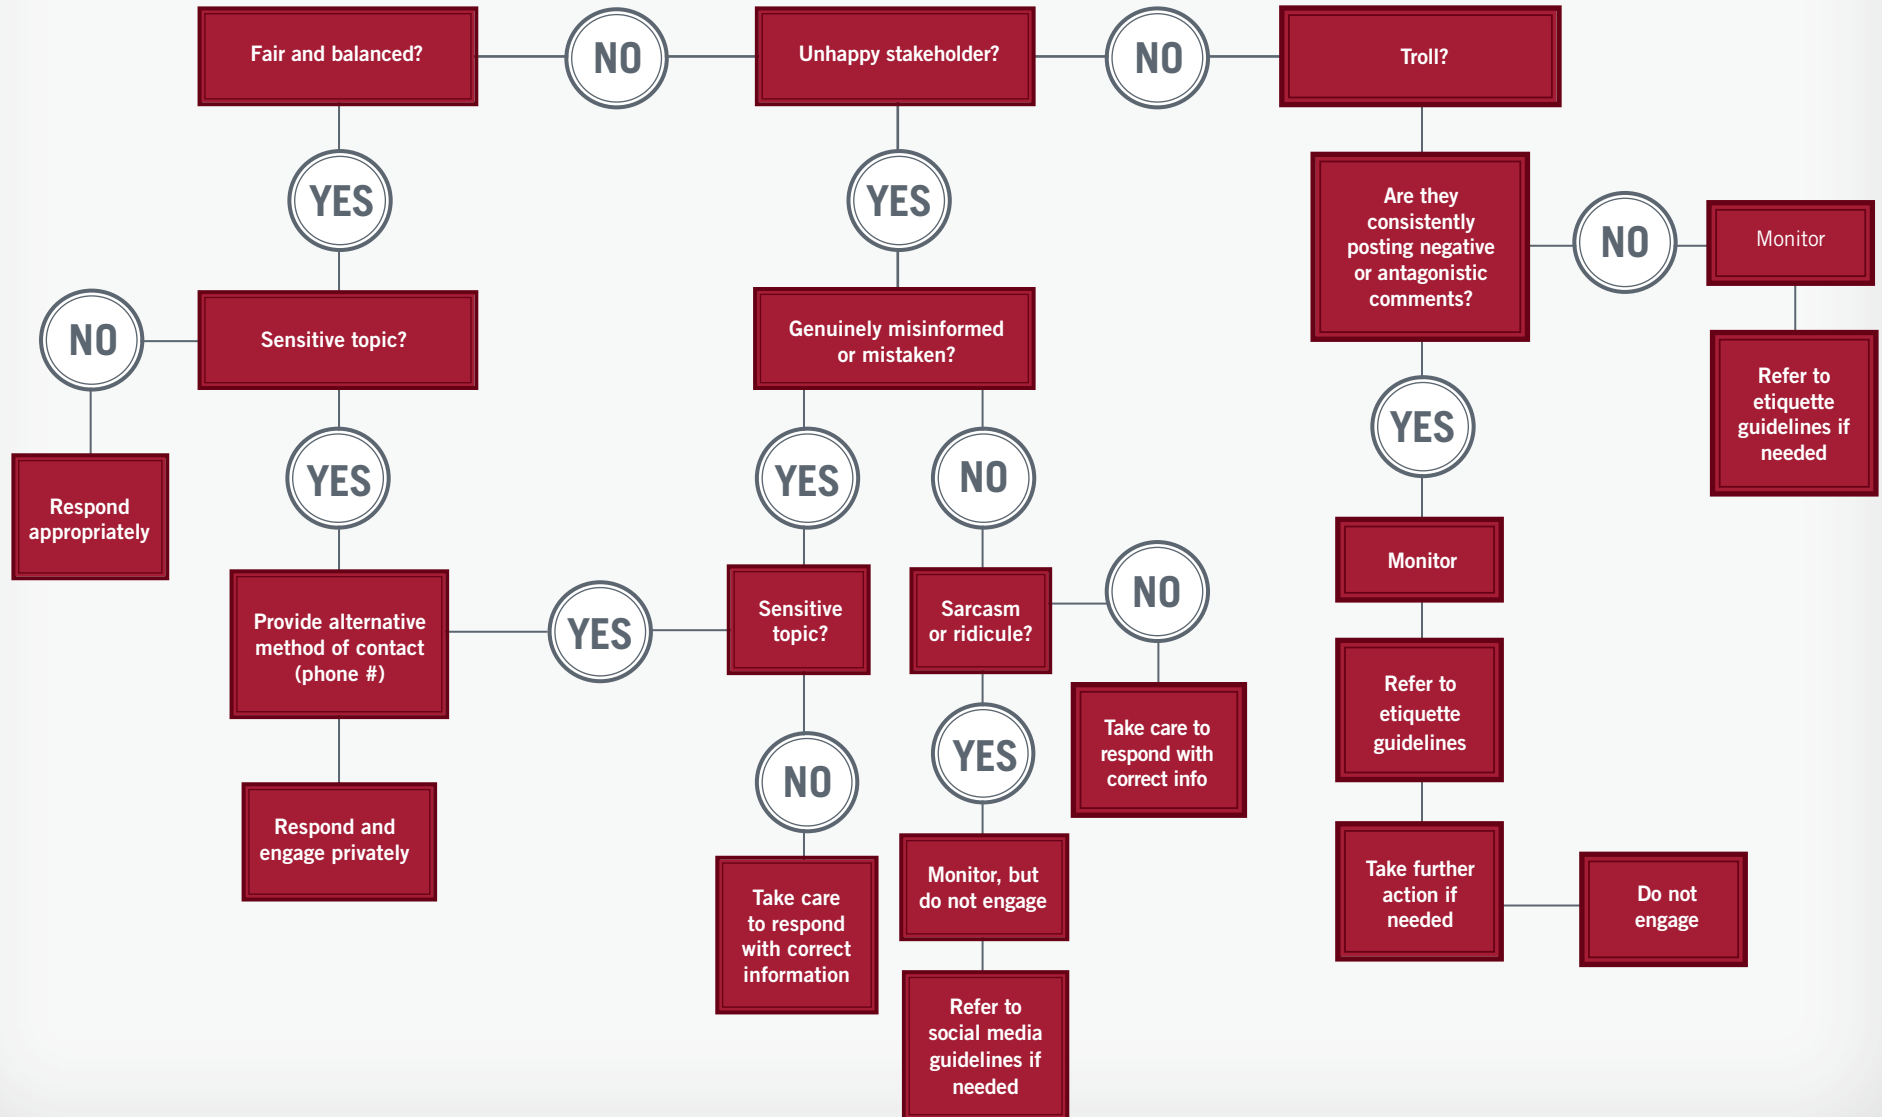 Fair and balanced?
NO
Unhappy stakeholder?
NO
Troll?
YES
YES
Are they
consistently
posting negative
or antagonistic
comments?
NO
Monitor
NO
Sensitive topic?
Genuinely misinformed
or mistaken?
Refer to
etiquette
guidelines if
needed
YES
Respond
appropriately
YES
YES
NO
Monitor
Provide alternative
method of contact
(phone #)
YES
Sensitive
topic?
Sarcasm
or ridicule?
NO
Refer to
etiquette
guidelines
Respond and
engage privately
NO
YES
Take care to
respond with
correct info
Take care
to respond
with correct
information
Monitor, but
do not engage
Take further
action if
needed
Do not
engage
Refer to
social media
guidelines if
needed